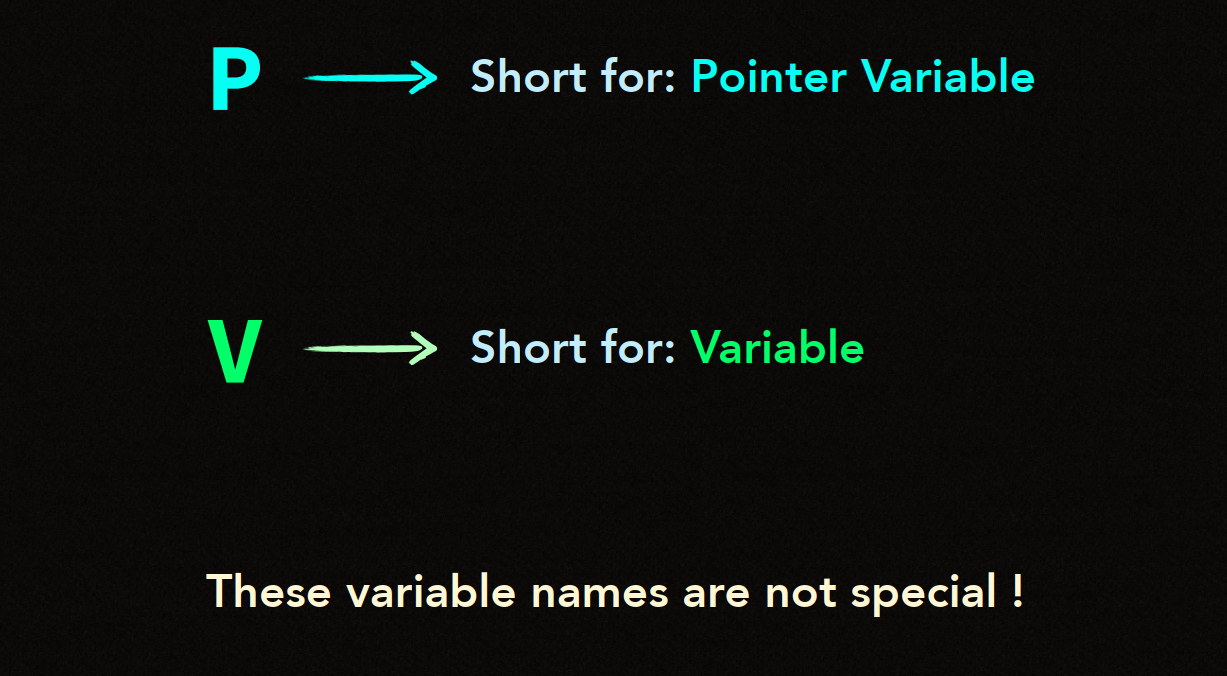 P Short for: Pointer Variable
V Short for: Variable
These variable names are not special !